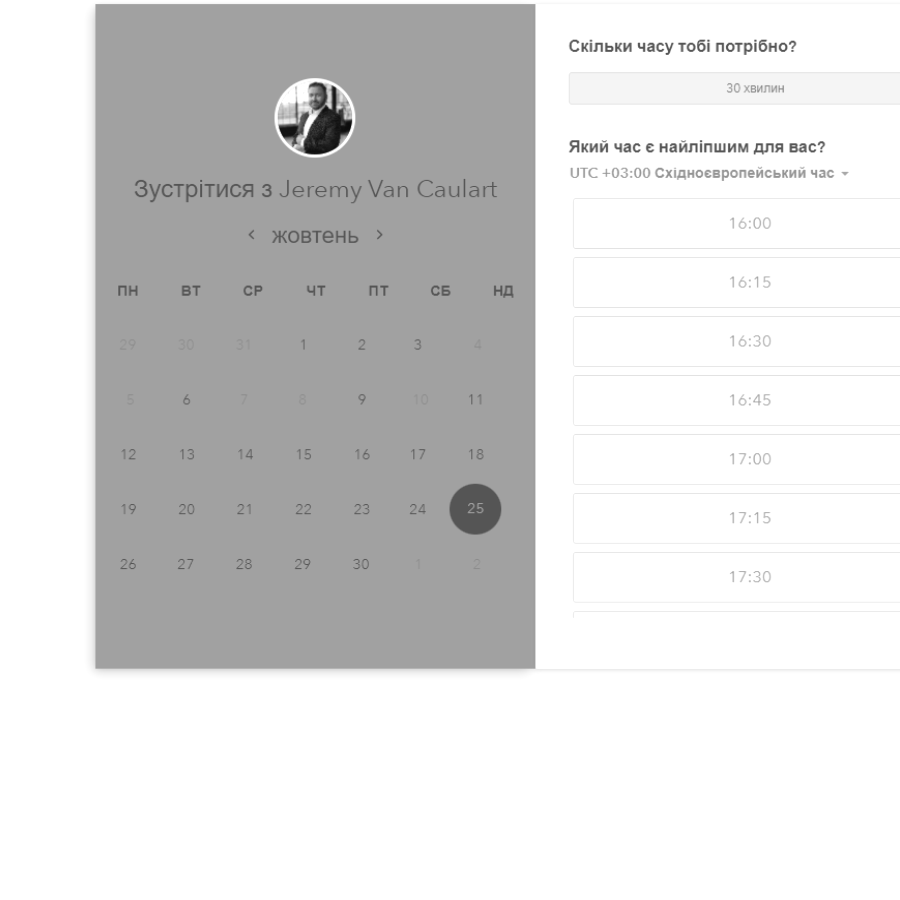 Зустрітися з Jeremy Van Caulart
жовтень
ПН ВТ СР ЧТ ПТ СБ НД
29 30 31 1 2 3 4
5 6 7 8 9 10 11
12 13 14 15 16 17 18
19 20 21 22 23 24 25
26 27 28 29 30 1 2
Скільки часу тобі потрібно?
30 хвилин
Який час є найліпшим для вас?
UTC +03:00 Східноєвропейський час
16:00
16:15
16:30
16:45
17:00
17:15
17:30